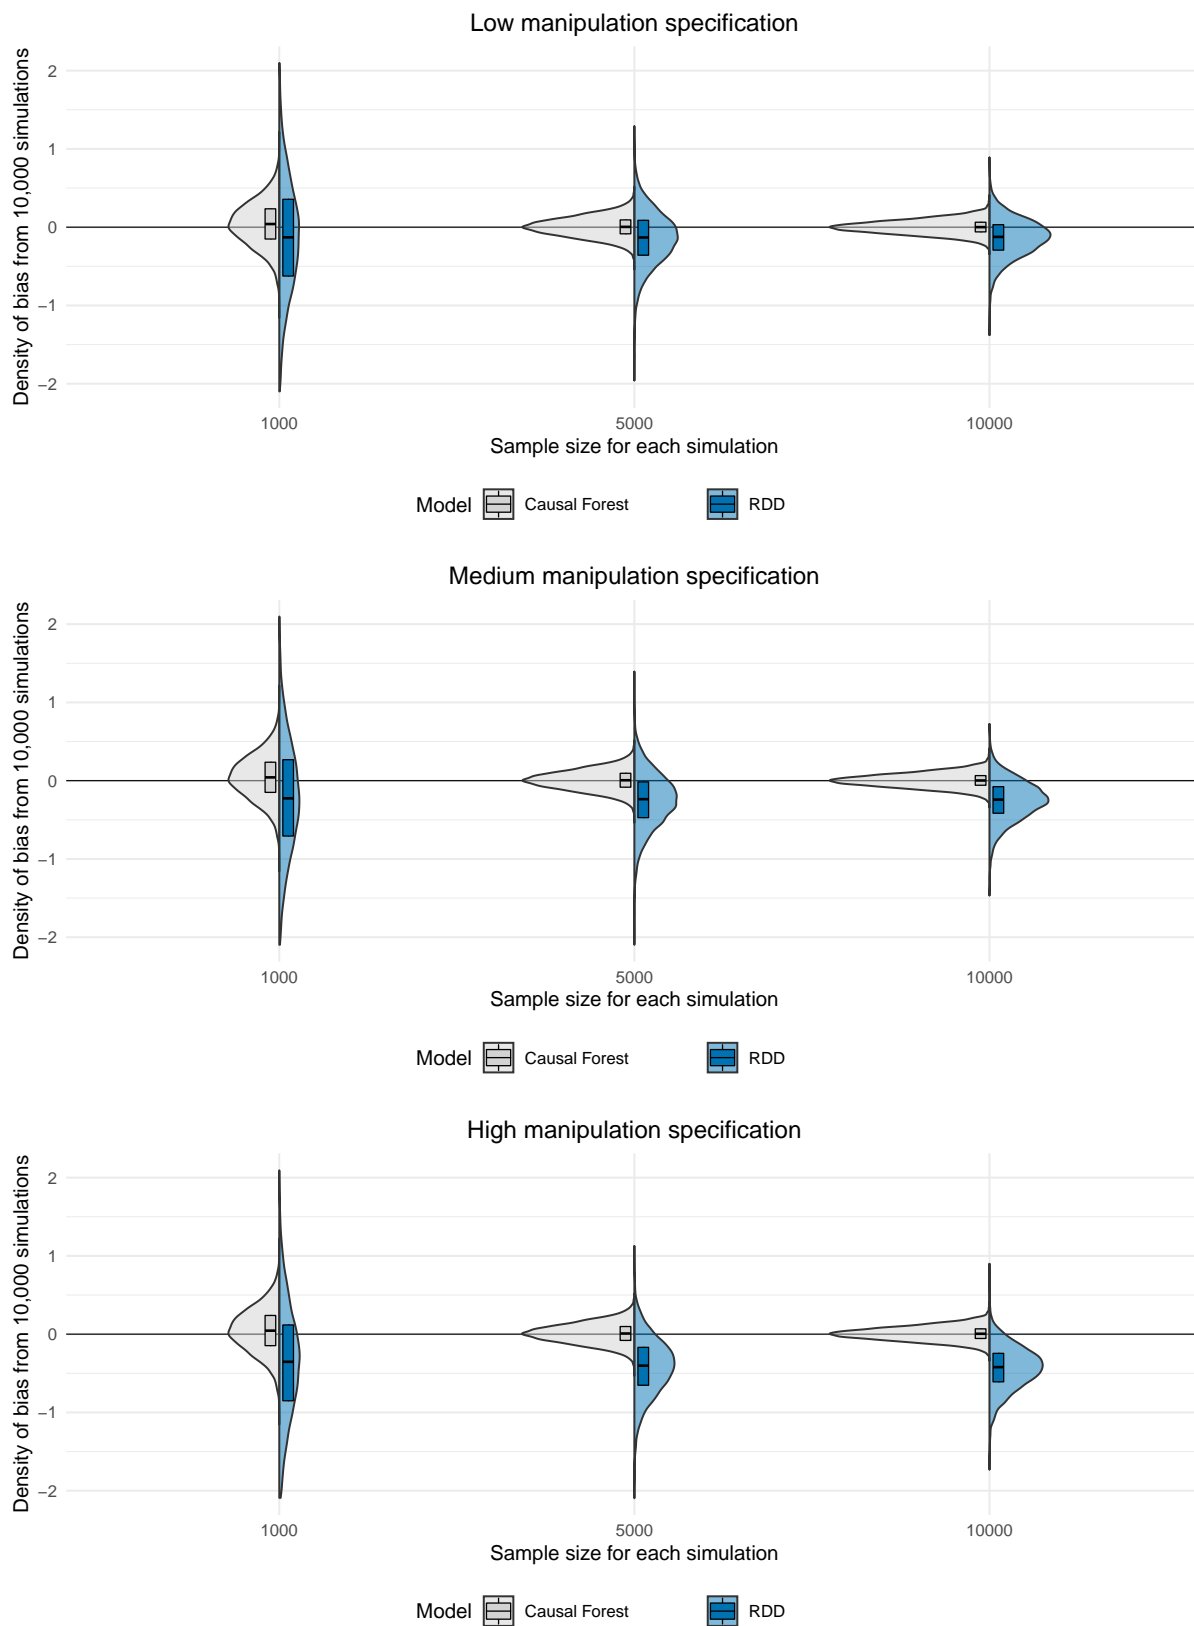 Low manipulation specification
Density of bias from 10,000 simulations
2
1
0
−1
−2
1000 5000 10000
Sample size for each simulation
Model Causal Forest RDD
Medium manipulation specification
Density of bias from 10,000 simulations
2
1
0
−1
−2
1000 5000 10000
Sample size for each simulation
Model Causal Forest RDD
High manipulation specification
Density of bias from 10,000 simulations
2
1
0
−1
−2
1000 5000 10000
Sample size for each simulation
Model Causal Forest RDD